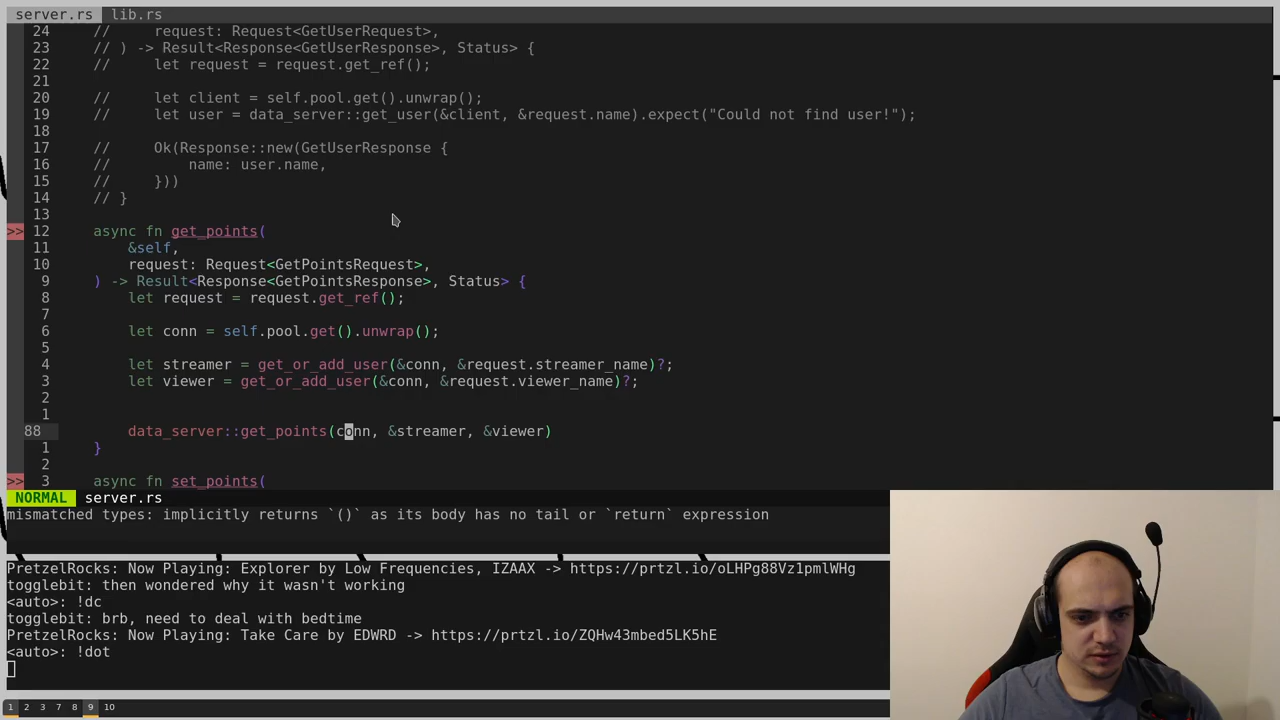 server.rs lib.rs
24 // request: Request<GetUserRequest>,
23 // ) -> Result<Response<GetUserResponse>, Status> {
22 // let request = request.get_ref();
21
20 // let client = self.pool.get().unwrap();
19 // let user = data_server::get_user(&client, &request.name).expect("Could not find user!");
18
17 // Ok(Response::new(GetUserResponse {
16 // name: user.name,
15 // }))
14 // }
13
>> 12 async fn get_points(
11 &self,
10 request: Request<GetPointsRequest>,
9 ) -> Result<Response<GetPointsResponse>, Status> {
8 let request = request.get_ref();
7
6 let conn = self.pool.get().unwrap();
5
4 let streamer = get_or_add_user(&conn, &request.streamer_name)?;
3 let viewer = get_or_add_user(&conn, &request.viewer_name)?;
2
1
88 data_server::get_points(conn, &streamer, &viewer)
1 }
2
>> 3 async fn set_points(
NORMAL server.rs
mismatched types: implicitly returns `()` as its body has no tail or `return` expression
PretzelRocks: Now Playing: Explorer by Low Frequencies, IZAAX -> https://prtzl.io/oLHPg88Vz1pmlWHg
togglebit: then wondered why it wasn't working
<auto>: !dc
togglebit: brb, need to deal with bedtime
PretzelRocks: Now Playing: Take Care by EDWRD -> https://prtzl.io/ZQHw43mbed5LK5hE
<auto>: !dot
1 2 3 7 8 9 10